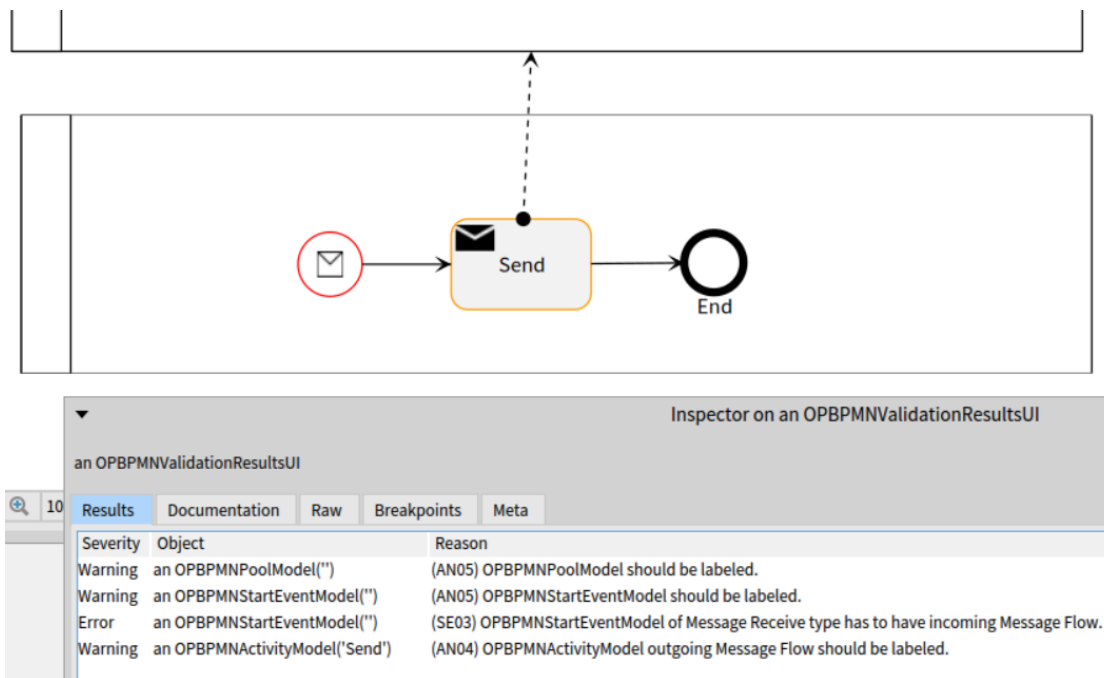 Send
End
Inspector on an OPBPMNValidationResultsUI
an OPBPMNValidationResultsUI
10 Results Documentation Raw Breakpoints Meta
Severity Object Reason
Warning an OPBPMNPoolModel('') (AN05) OPBPMNPoolModel should be labeled.
Warning an OPBPMNStartEventModel('') (AN05) OPBPMNStartEventModel should be labeled.
Error an OPBPMNStartEventModel('') (SE03) OPBPMNStartEventModel of Message Receive type has to have incoming Message Flow.
Warning an OPBPMNActivityModel('Send') (AN04) OPBPMNActivityModel outgoing Message Flow should be labeled.